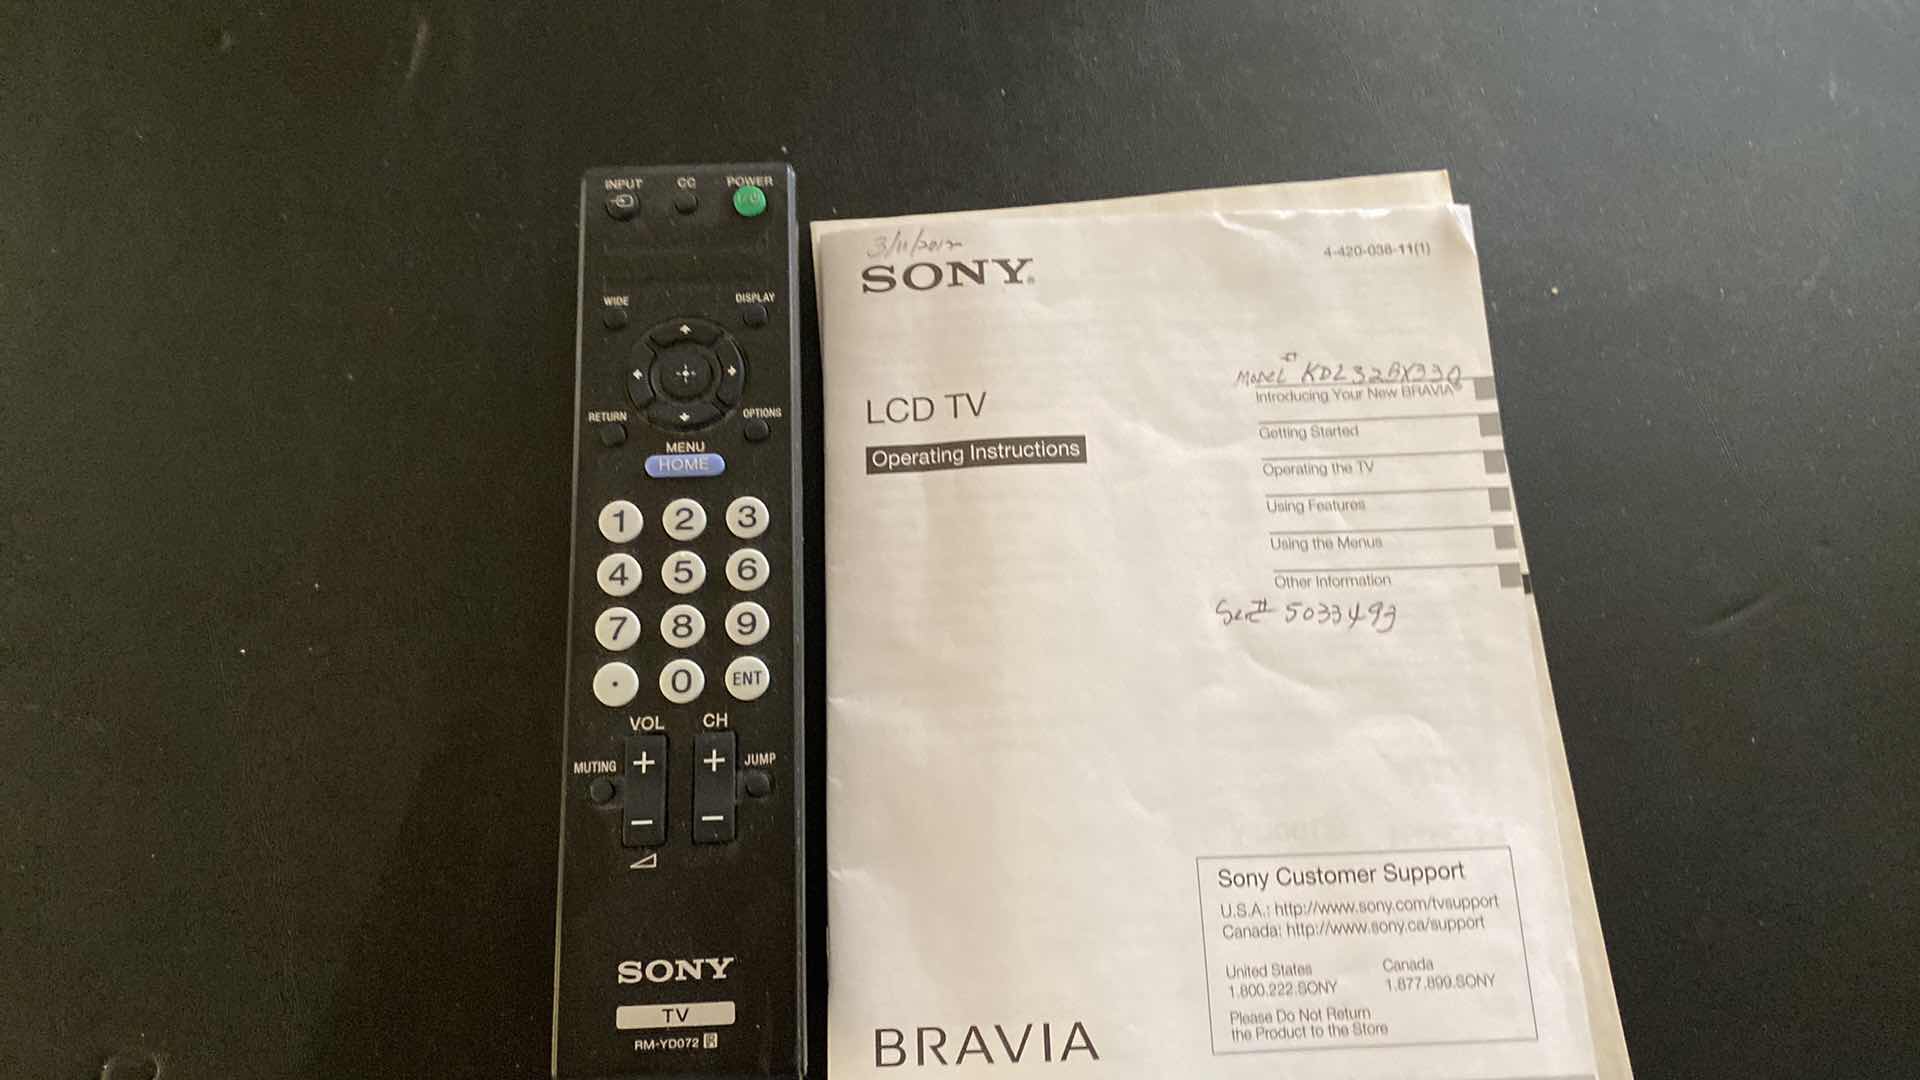 INPUT CC POWER
WIDE DISPLAY
RETURN OPTIONS
MENU
HOME
1 2 3
4 5 6
7 8 9
. 0 ENT
VOL CH
+ +
MUTING JUMP
- -
SONY
TV
RM-YD072
3/11/2012
SONY
4-420-036-11(1)
LCD TV
Operating Instructions
Model # KDL32BX330
Introducing Your New BRAVIA®
Getting Started
Operating the TV
Using Features
Using the Menus
Other Information
Ser# 5033493
Sony Customer Support
U.S.A.: http://www.sony.com/tvsupport
Canada: http://www.sony.ca/support
United States Canada
1.800.222.SONY 1.877.899.SONY
Please Do Not Return
the Product to the Store
BRAVIA